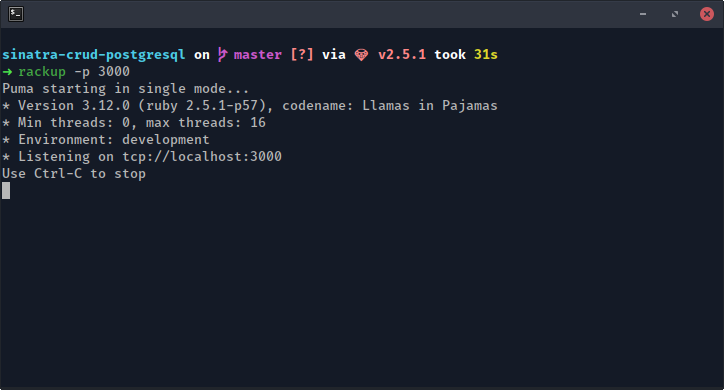 sinatra-crud-postgresql on master [?] via v2.5.1 took 31s
➜ rackup -p 3000
Puma starting in single mode...
* Version 3.12.0 (ruby 2.5.1-p57), codename: Llamas in Pajamas
* Min threads: 0, max threads: 16
* Environment: development
* Listening on tcp://localhost:3000
Use Ctrl-C to stop